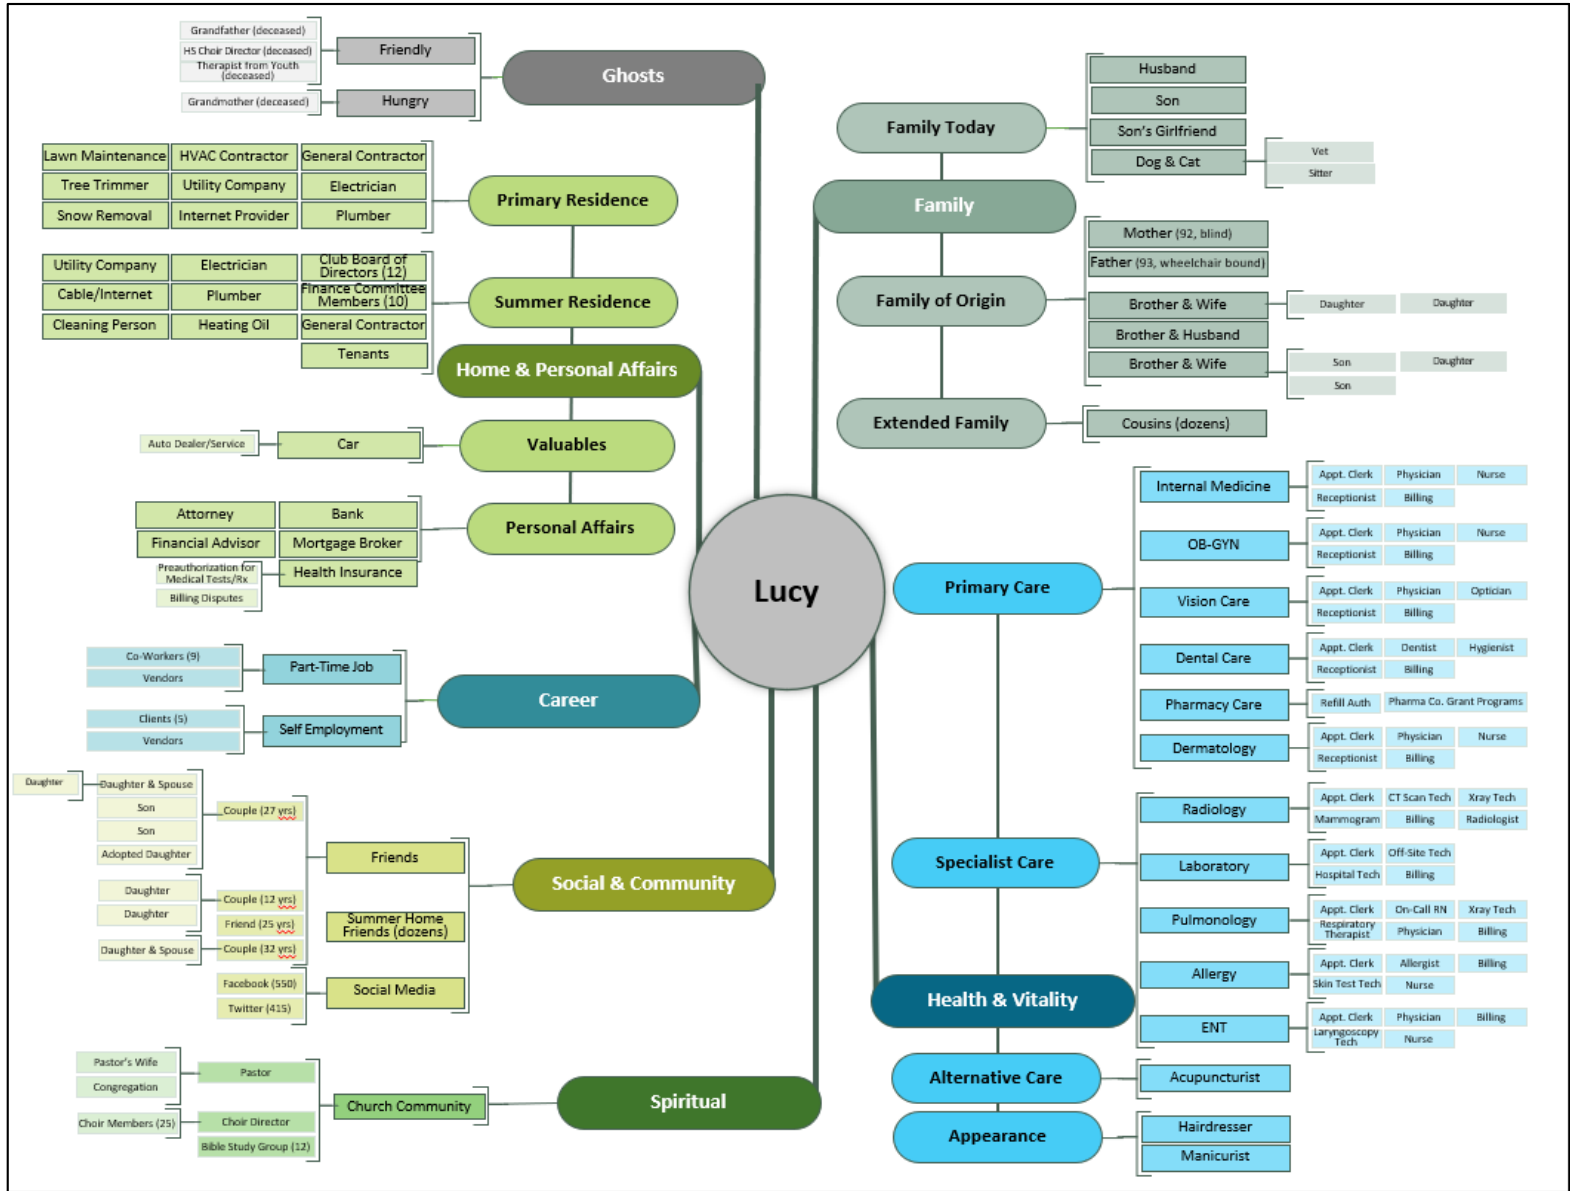 Grandfather (deceased)
HS Choir Director (deceased)
Therapist from Youth
(deceased)
Friendly
Grandmother (deceased)
Hungry
Ghosts
Lawn Maintenance
HVAC Contractor
General Contractor
Tree Trimmer
Utility Company
Electrician
Snow Removal
Internet Provider
Plumber
Primary Residence
Utility Company
Electrician
Club Board of
Directors (12)
Cable/Internet
Plumber
Finance Committee
Members (10)
Cleaning Person
Heating Oil
General Contractor
Tenants
Summer Residence
Home & Personal Affairs
Auto Dealer/Service
Car
Valuables
Attorney
Bank
Financial Advisor
Mortgage Broker
Preauthorization for
Medical Tests/Rx
Billing Disputes
Health Insurance
Personal Affairs
Co-Workers (9)
Vendors
Part-Time Job
Clients (5)
Vendors
Self Employment
Career
Daughter
Daughter & Spouse
Son
Son
Adopted Daughter
Couple (27 yrs)
Daughter
Daughter
Couple (12 yrs)
Friend (25 yrs)
Daughter & Spouse
Couple (32 yrs)
Friends
Summer Home
Friends (dozens)
Facebook (550)
Twitter (415)
Social Media
Social & Community
Pastor's Wife
Congregation
Pastor
Choir Members (25)
Choir Director
Bible Study Group (12)
Church Community
Spiritual
Lucy
Family Today
Husband
Son
Son's Girlfriend
Dog & Cat
Vet
Sitter
Family
Family of Origin
Mother (92, blind)
Father (93, wheelchair bound)
Brother & Wife
Daughter
Daughter
Brother & Husband
Brother & Wife
Son
Daughter
Son
Extended Family
Cousins (dozens)
Primary Care
Internal Medicine
Appt. Clerk
Physician
Nurse
Receptionist
Billing
OB-GYN
Appt. Clerk
Physician
Nurse
Receptionist
Billing
Vision Care
Appt. Clerk
Physician
Optician
Receptionist
Billing
Dental Care
Appt. Clerk
Dentist
Hygienist
Receptionist
Billing
Pharmacy Care
Refill Auth
Pharma Co. Grant Programs
Dermatology
Appt. Clerk
Physician
Nurse
Receptionist
Billing
Specialist Care
Radiology
Appt. Clerk
CT Scan Tech
Xray Tech
Mammogram
Billing
Radiologist
Laboratory
Appt. Clerk
Off-Site Tech
Hospital Tech
Billing
Pulmonology
Appt. Clerk
On-Call RN
Xray Tech
Respiratory
Therapist
Physician
Billing
Allergy
Appt. Clerk
Allergist
Billing
Skin Test Tech
Nurse
ENT
Appt. Clerk
Physician
Billing
Laryngoscopy
Tech
Nurse
Health & Vitality
Alternative Care
Acupuncturist
Appearance
Hairdresser
Manicurist